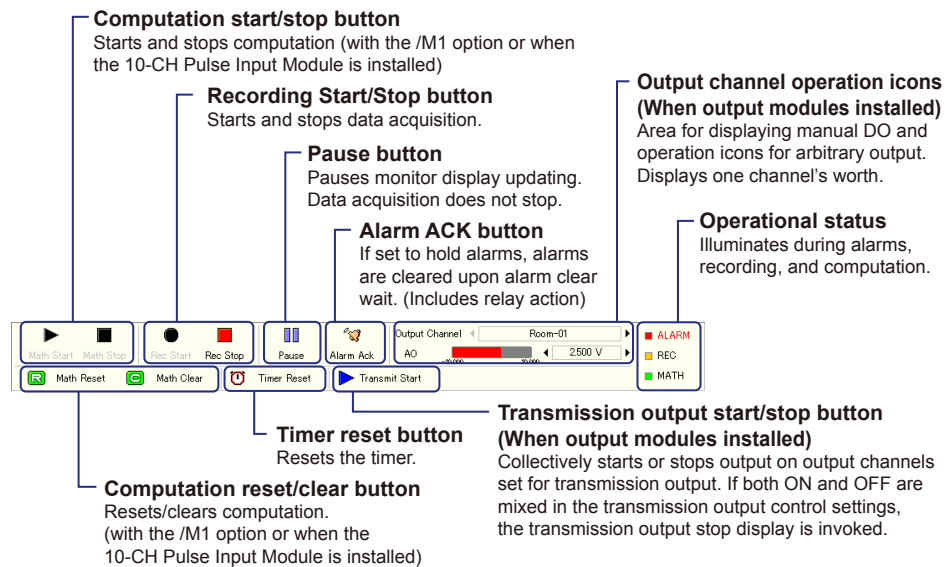 Computation start/stop button
Starts and stops computation (with the /M1 option or when
the 10-CH Pulse Input Module is installed)
Recording Start/Stop button
Starts and stops data acquisition.
Pause button
Pauses monitor display updating.
Data acquisition does not stop.
Alarm ACK button
If set to hold alarms, alarms
are cleared upon alarm clear
wait. (Includes relay action)
Output channel operation icons
(When output modules installed)
Area for displaying manual DO and
operation icons for arbitrary output.
Displays one channel's worth.
Operational status
Illuminates during alarms,
recording, and computation.
Math Start Math Stop Rec Start Rec Stop Pause Alarm Ack
Output Channel Room-01
AO -10.000 10.000 2.500 V
ALARM
REC
MATH
R Math Reset C Math Clear Timer Reset Transmit Start
Transmission output start/stop button
(When output modules installed)
Collectively starts or stops output on output channels
set for transmission output. If both ON and OFF are
mixed in the transmission output control settings,
the transmission output stop display is invoked.
Timer reset button
Resets the timer.
Computation reset/clear button
Resets/clears computation.
(with the /M1 option or when the
10-CH Pulse Input Module is installed)